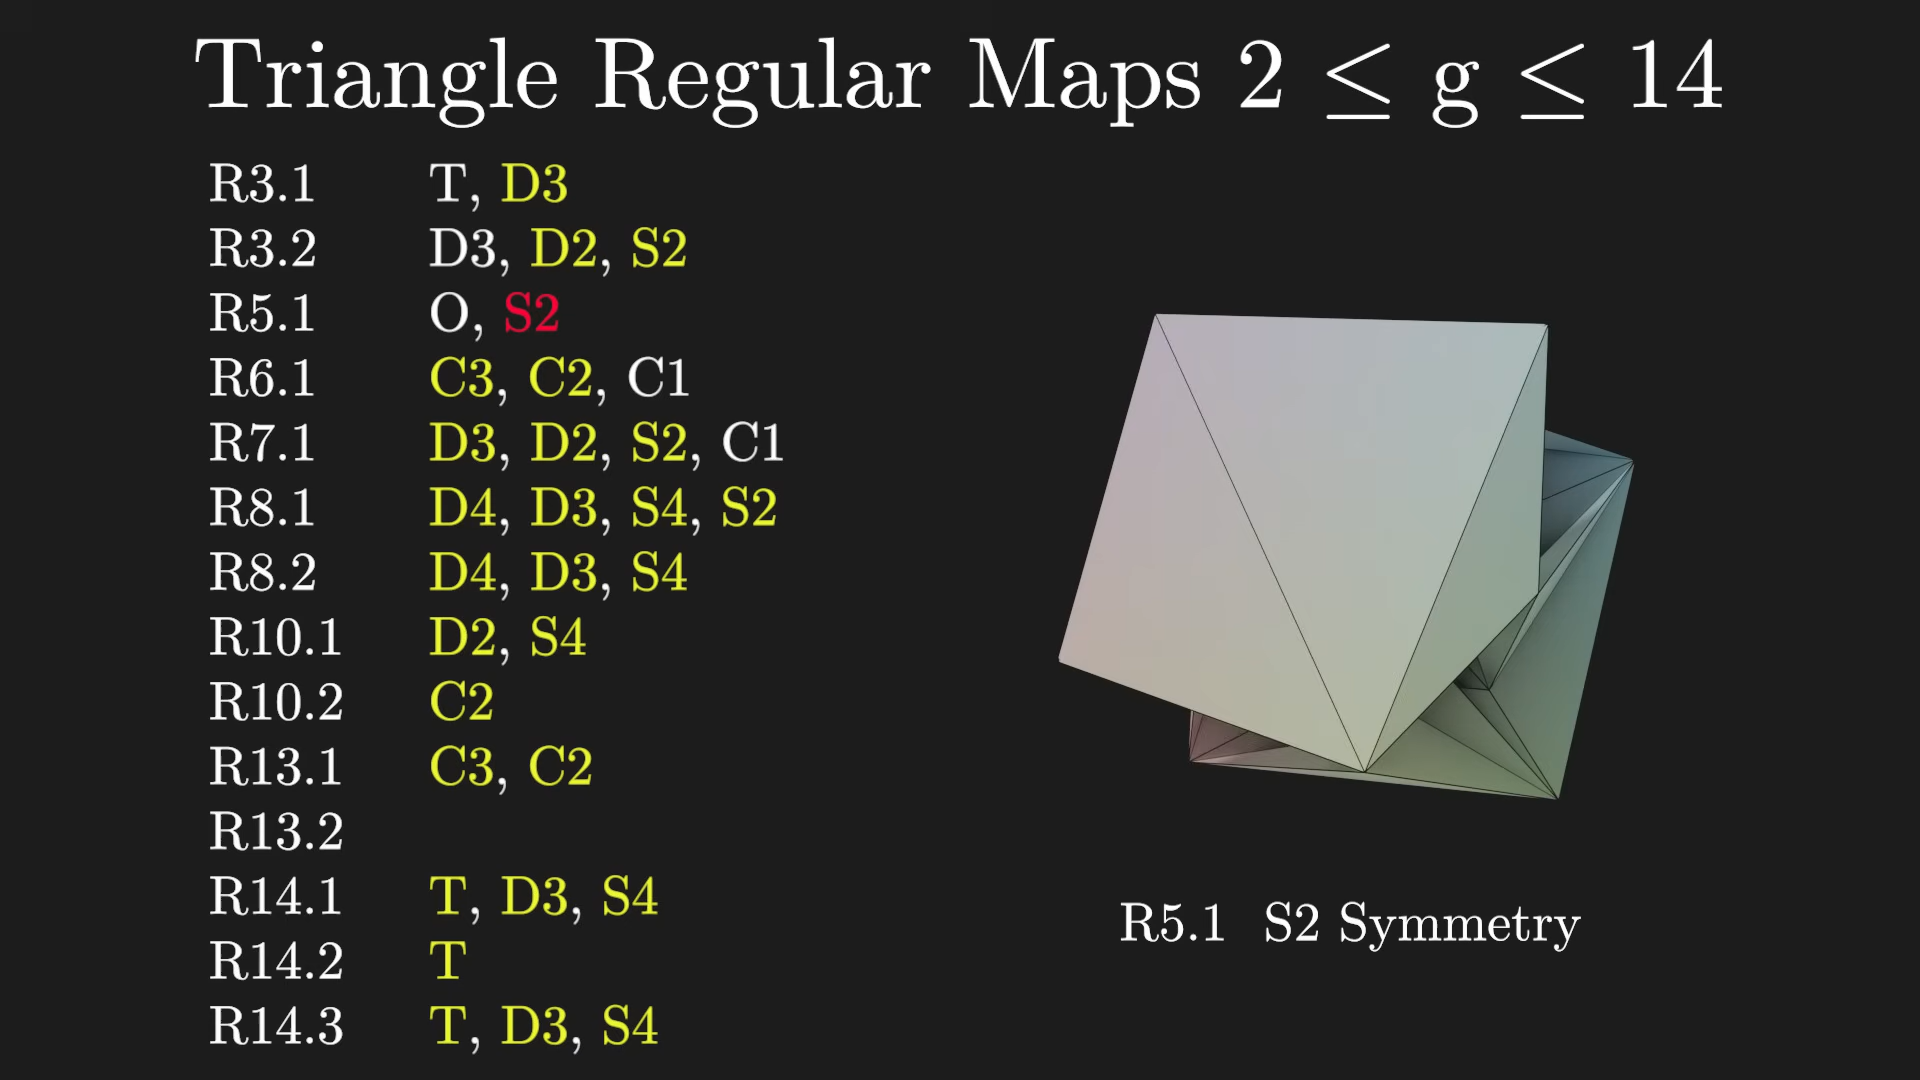 Triangle Regular Maps 2 ≤ g ≤ 14
R3.1 T, D3
R3.2 D3, D2, S2
R5.1 O, S2
R6.1 C3, C2, C1
R7.1 D3, D2, S2, C1
R8.1 D4, D3, S4, S2
R8.2 D4, D3, S4
R10.1 D2, S4
R10.2 C2
R13.1 C3, C2
R13.2
R14.1 T, D3, S4
R14.2 T
R14.3 T, D3, S4
R5.1 S2 Symmetry